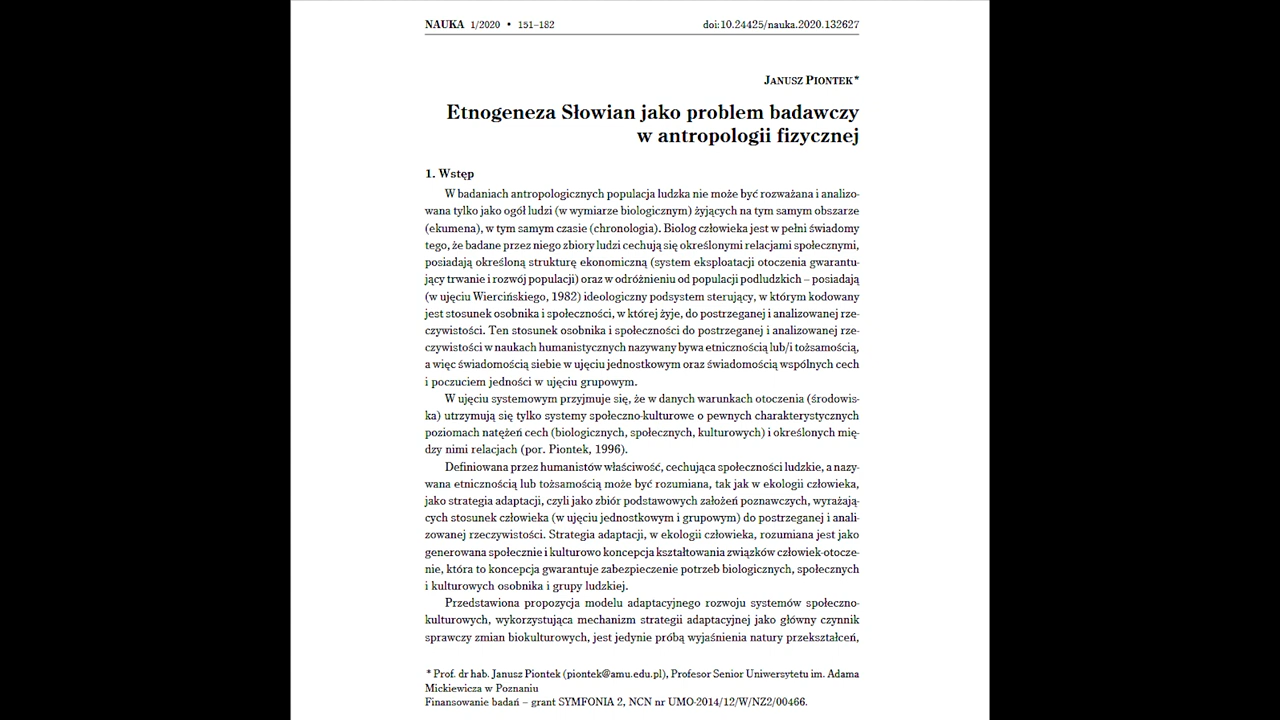 NAUKA 1/2020 • 151–182 doi:10.24425/nauka.2020.132627
JANUSZ PIONTEK*
Etnogeneza Słowian jako problem badawczy
w antropologii fizycznej
1. Wstęp
W badaniach antropologicznych populacja ludzka nie może być rozważana i analizo-
wana tylko jako ogół ludzi (w wymiarze biologicznym) żyjących na tym samym obszarze
(ekumena), w tym samym czasie (chronologia). Biolog człowieka jest w pełni świadomy
tego, że badane przez niego zbiory ludzi cechują się określonymi relacjami społecznymi,
posiadają określoną strukturę ekonomiczną (system eksploatacji otoczenia gwarantu-
jący trwanie i rozwój populacji) oraz w odróżnieniu od populacji podludzkich – posiadają
(w ujęciu Wiercińskiego, 1982) ideologiczny podsystem sterujący, w którym kodowany
jest stosunek osobnika i społeczności, w której żyje, do postrzeganej i analizowanej rze-
czywistości. Ten stosunek osobnika i społeczności do postrzeganej i analizowanej rze-
czywistości w naukach humanistycznych nazywany bywa etnicznością lub/i tożsamością,
a więc świadomością siebie w ujęciu jednostkowym oraz świadomością wspólnych cech
i poczuciem jedności w ujęciu grupowym.
W ujęciu systemowym przyjmuje się, że w danych warunkach otoczenia (środowis-
ka) utrzymują się tylko systemy społeczno-kulturowe o pewnych charakterystycznych
poziomach natężeń cech (biologicznych, społecznych, kulturowych) i określonych mię-
dzy nimi relacjach (por. Piontek, 1996).
Definiowana przez humanistów właściwość, cechująca społeczności ludzkie, a nazy-
wana etnicznością lub tożsamością może być rozumiana, tak jak w ekologii człowieka,
jako strategia adaptacji, czyli jako zbiór podstawowych założeń poznawczych, wyrażają-
cych stosunek człowieka (w ujęciu jednostkowym i grupowym) do postrzeganej i anali-
zowanej rzeczywistości. Strategia adaptacji, w ekologii człowieka, rozumiana jest jako
generowana społecznie i kulturowo koncepcja kształtowania związków człowiek-otocze-
nie, która to koncepcja gwarantuje zabezpieczenie potrzeb biologicznych, społecznych
i kulturowych osobnika i grupy ludzkiej.
Przedstawiona propozycja modelu adaptacyjnego rozwoju systemów społeczno-
kulturowych, wykorzystująca mechanizm strategii adaptacyjnej jako główny czynnik
sprawczy zmian biokulturowych, jest jedynie próbą wyjaśnienia natury przekształceń,
* Prof. dr hab. Janusz Piontek (piontek@amu.edu.pl), Profesor Senior Uniwersytetu im. Adama
Mickiewicza w Poznaniu
Finansowanie badań – grant SYMFONIA 2, NCN nr UMO-2014/12/W/NZ2/00466.